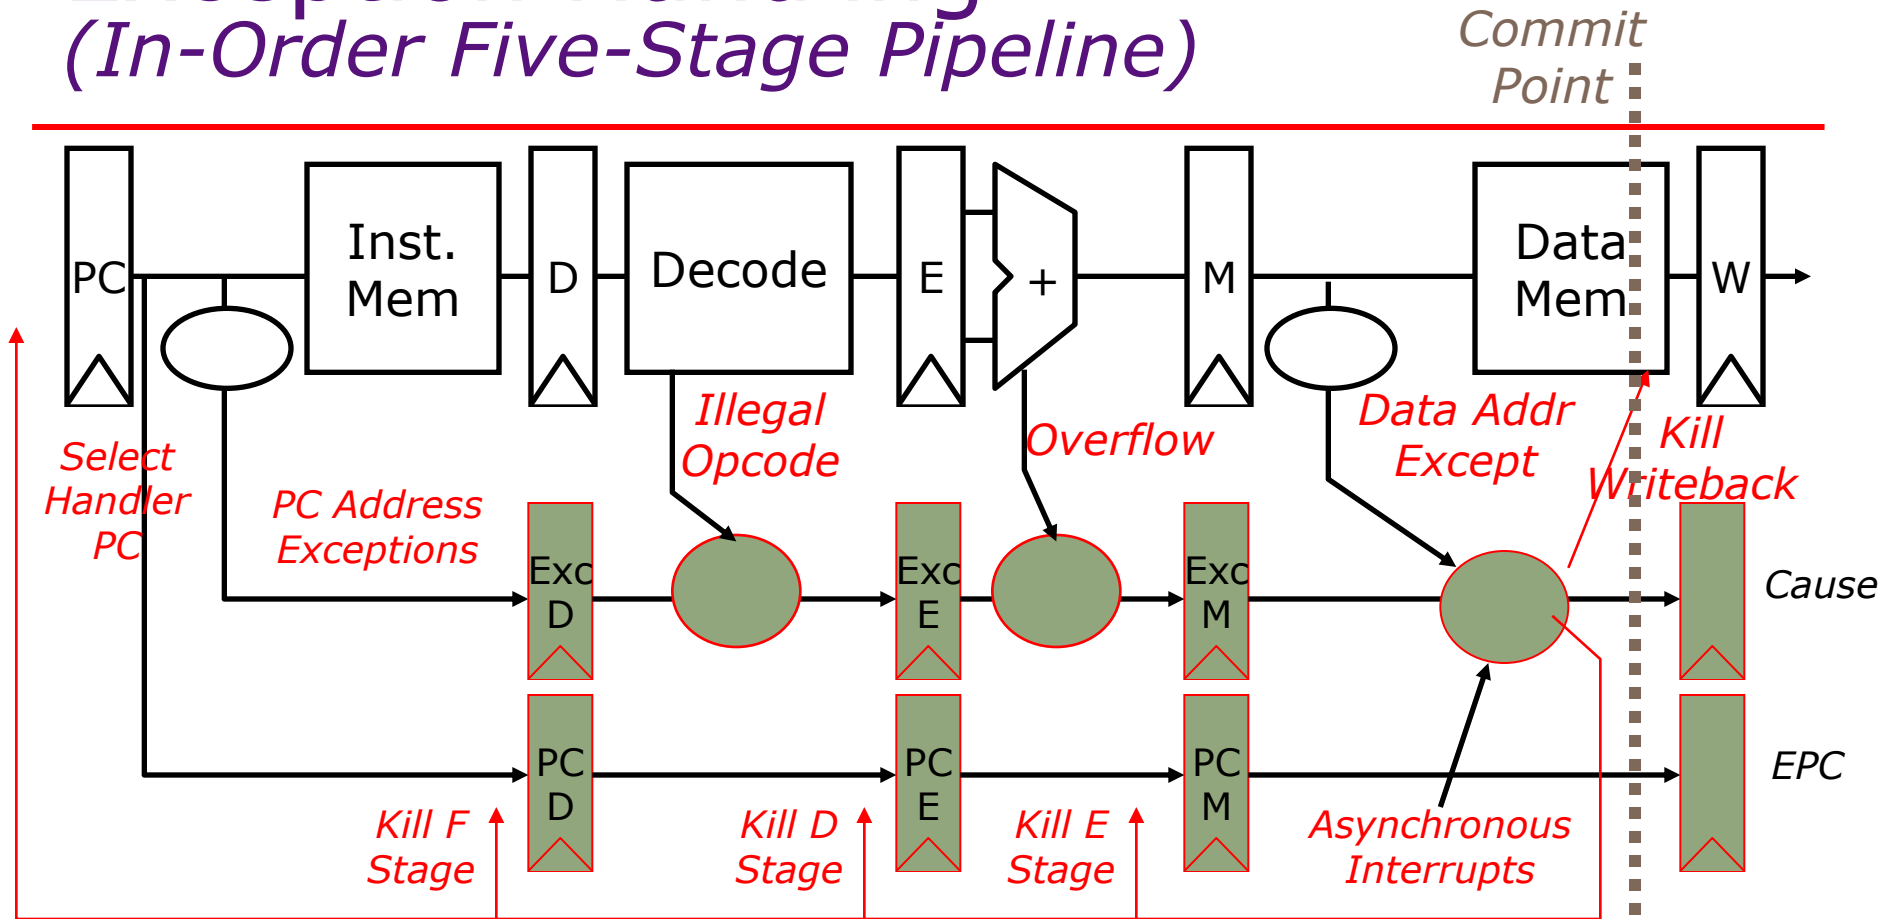 Exception Handling
(In-Order Five-Stage Pipeline)
Commit
Point
PC
Inst.
Mem
D
Decode
E
+
M
Data
Mem
W
Select
Handler
PC
PC Address
Exceptions
Illegal
Opcode
Overflow
Data Addr
Except
Kill
Writeback
Exc
D
Exc
E
Exc
M
Cause
PC
D
PC
E
PC
M
EPC
Kill F
Stage
Kill D
Stage
Kill E
Stage
Asynchronous
Interrupts